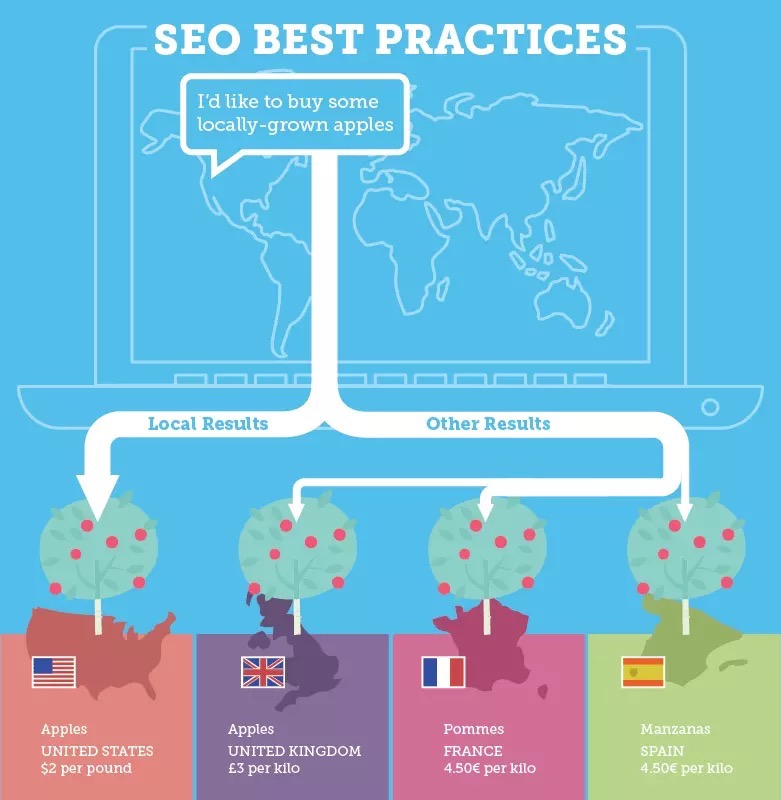 SEO BEST PRACTICES
I'd like to buy some
locally-grown apples
Local Results
Other Results
Apples
UNITED STATES
$2 per pound
Apples
UNITED KINGDOM
£3 per kilo
Pommes
FRANCE
4.50€ per kilo
Manzanas
SPAIN
4.50€ per kilo